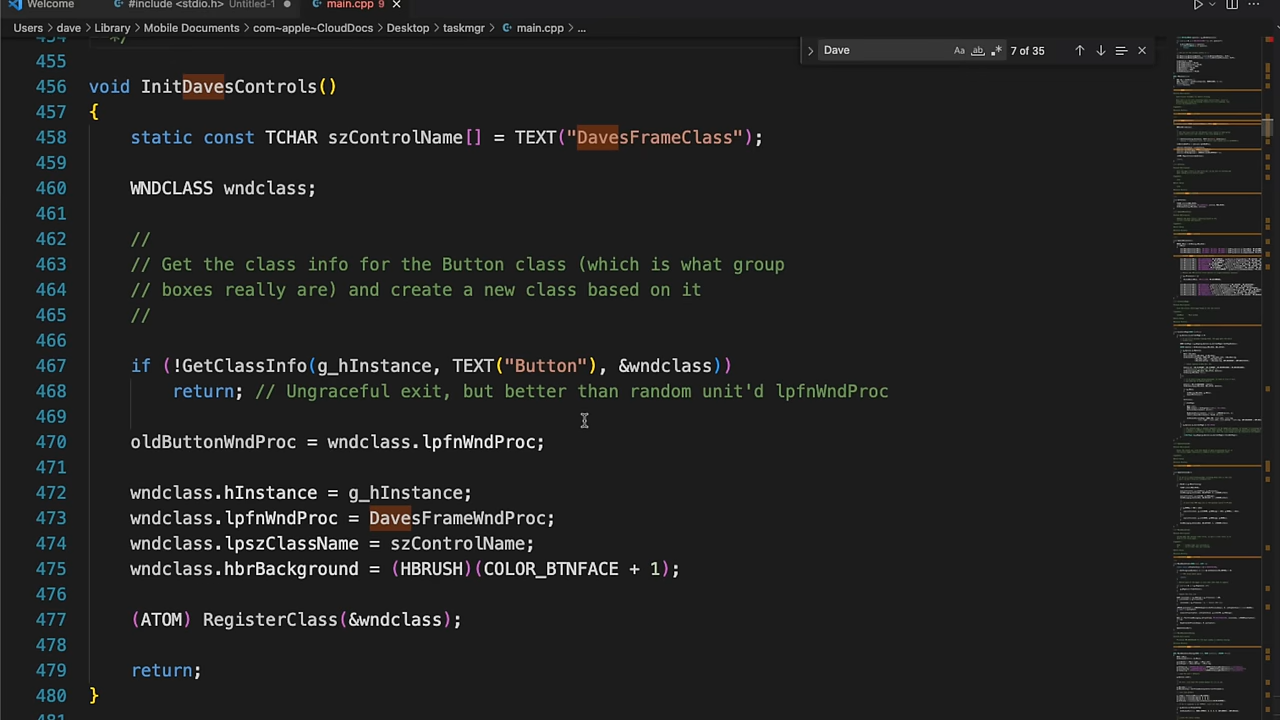 Welcome
#include <stdio.h> Untitled-1
main.cpp 9
Users > dave > Library > Mobile Documents > com~apple~CloudDocs > Desktop > taskmgr > main.cpp > ...
Dave
Aa
ab
7 of 35
454 */
455
456 void InitDavesControls()
457 {
458 static const TCHAR szControlName[] = TEXT("DavesFrameClass");
459
460 WNDCLASS wndclass;
461
462 //
463 // Get the class info for the Button class (which is what group
464 // boxes really are) and create a new class based on it
465 //
466
467 if (!GetClassInfo(g_hInstance, TEXT("Button"), &wndclass))
468 return; // Ungraceful exit, but better than random unit'd lpfnWndProc
469
470 oldButtonWndProc = wndclass.lpfnWndProc;
471
472 wndclass.hInstance = g_hInstance;
473 wndclass.lpfnWndProc = DavesFrameWndProc;
474 wndclass.lpszClassName = szControlName;
475 wndclass.hbrBackground = (HBRUSH)(COLOR_BTNFACE + 1);
476
477 (ATOM) RegisterClass(&wndclass);
478
479 return;
480 }
481